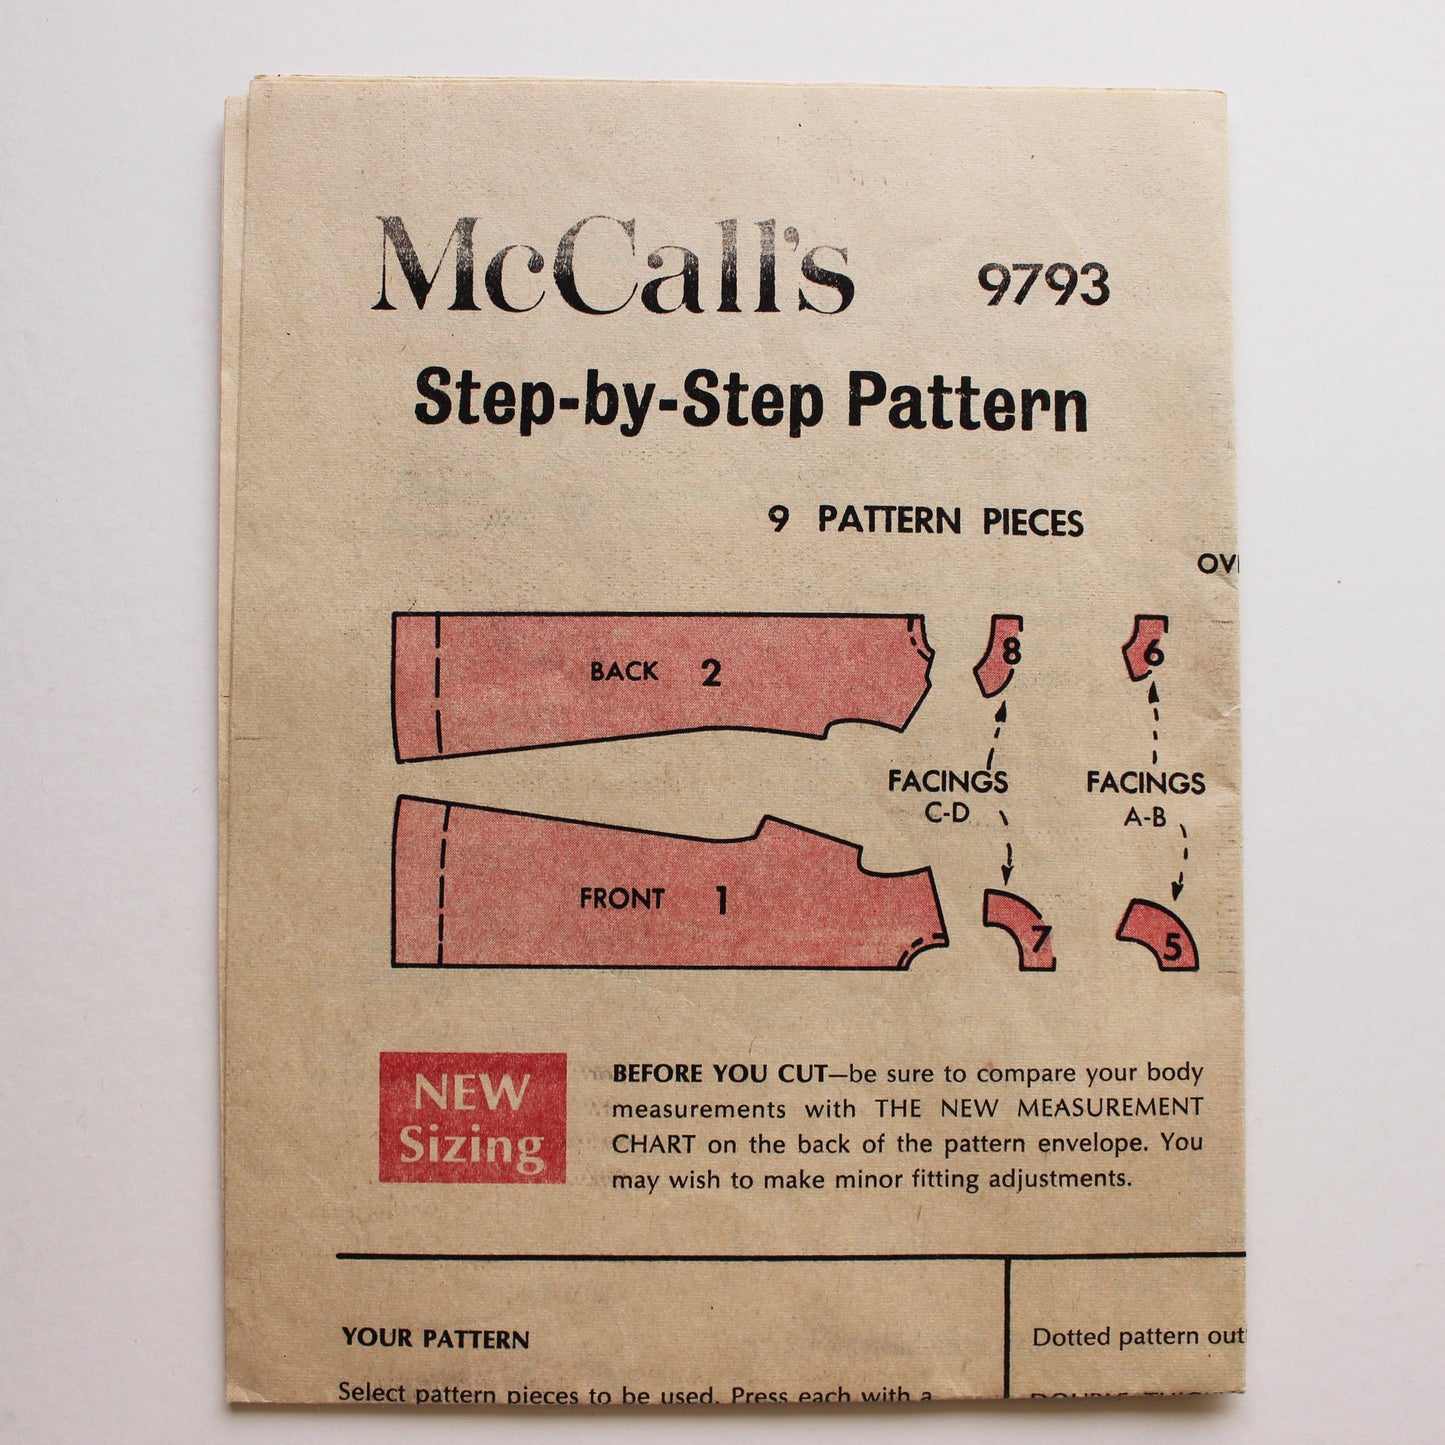 McCall's 9793
Step-by-Step Pattern
9 PATTERN PIECES
OV
BACK 2
8
6
FACINGS
C-D
FACINGS
A-B
FRONT 1
7
5
NEW
Sizing
BEFORE YOU CUT—be sure to compare your body
measurements with THE NEW MEASUREMENT
CHART on the back of the pattern envelope. You
may wish to make minor fitting adjustments.
YOUR PATTERN
Select pattern pieces to be used. Press each with a
Dotted pattern out